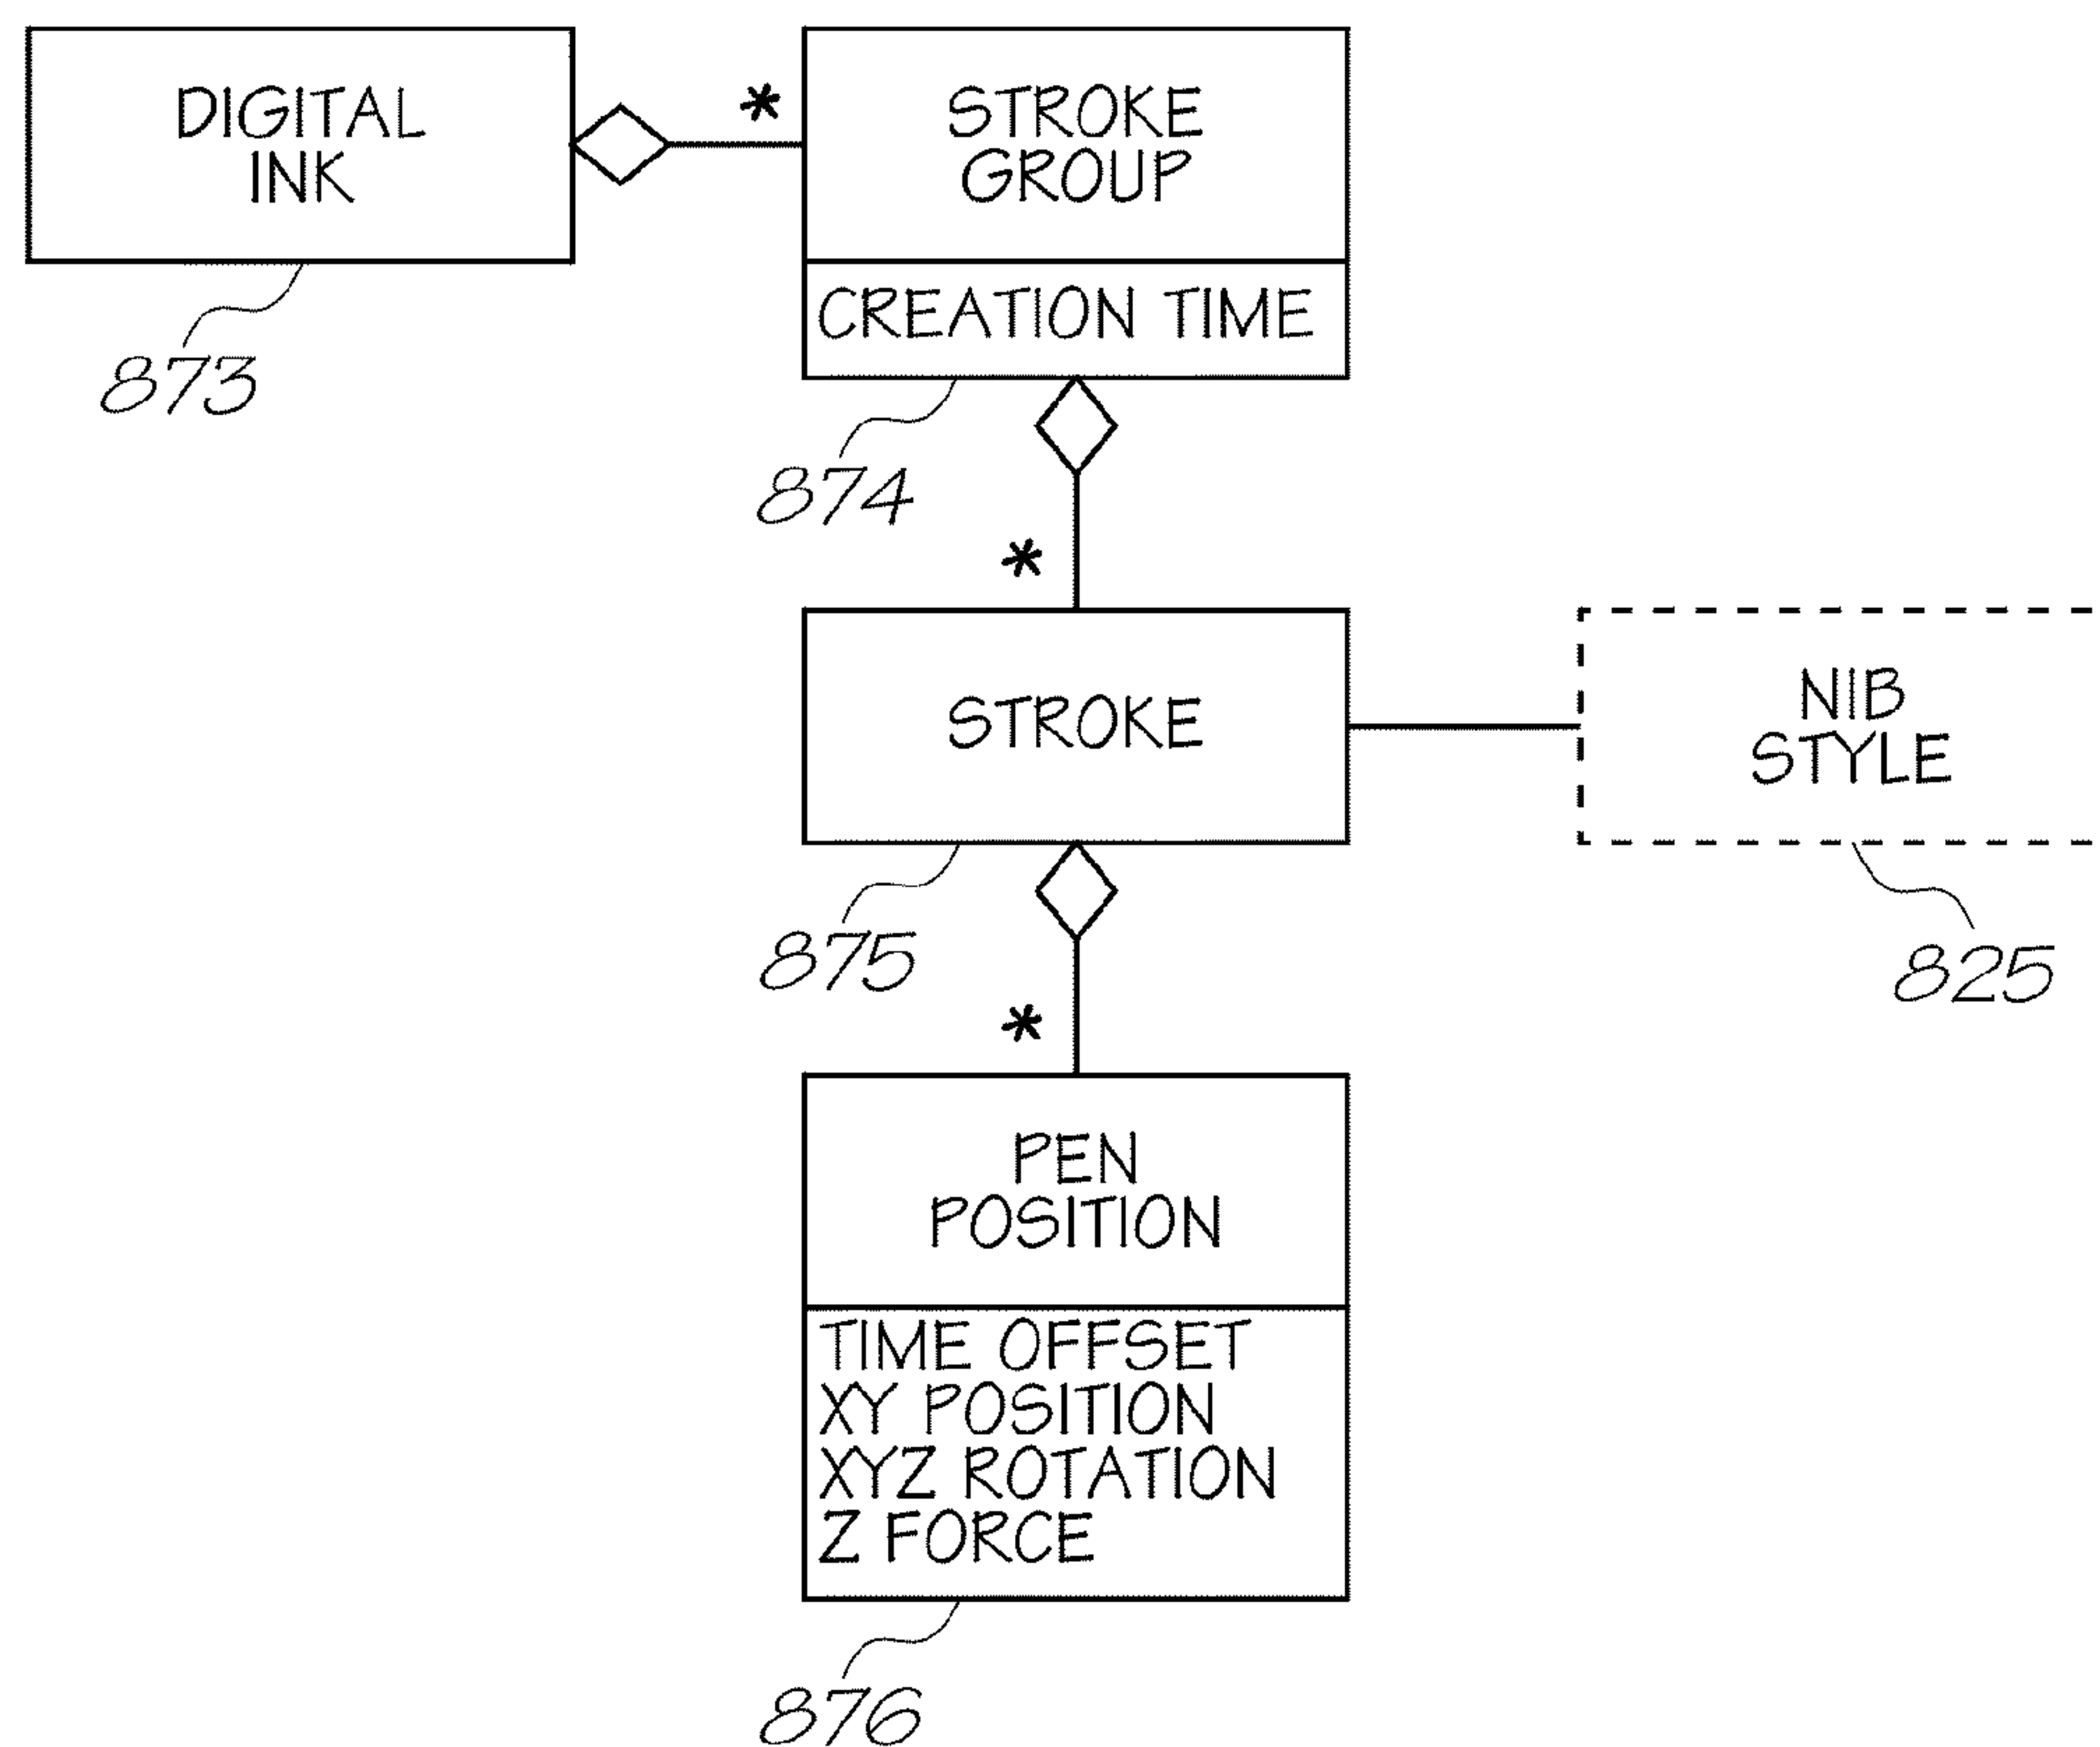 DIGITAL
INK
873
*
STROKE
GROUP
CREATION TIME
874
*
STROKE
875
NIB
STYLE
825
*
PEN
POSITION
TIME OFFSET
XY POSITION
XYZ ROTATION
Z FORCE
876